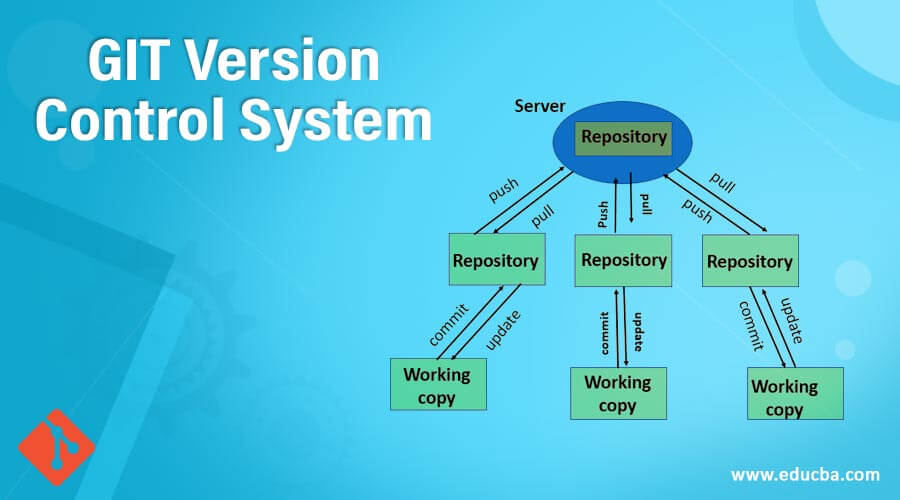 GIT Version
Control System
Server
Repository
push
pull
Push
pull
push
pull
Repository
Repository
Repository
commit
update
commit
update
commit
update
Working
copy
Working
copy
Working
copy
www.educba.com